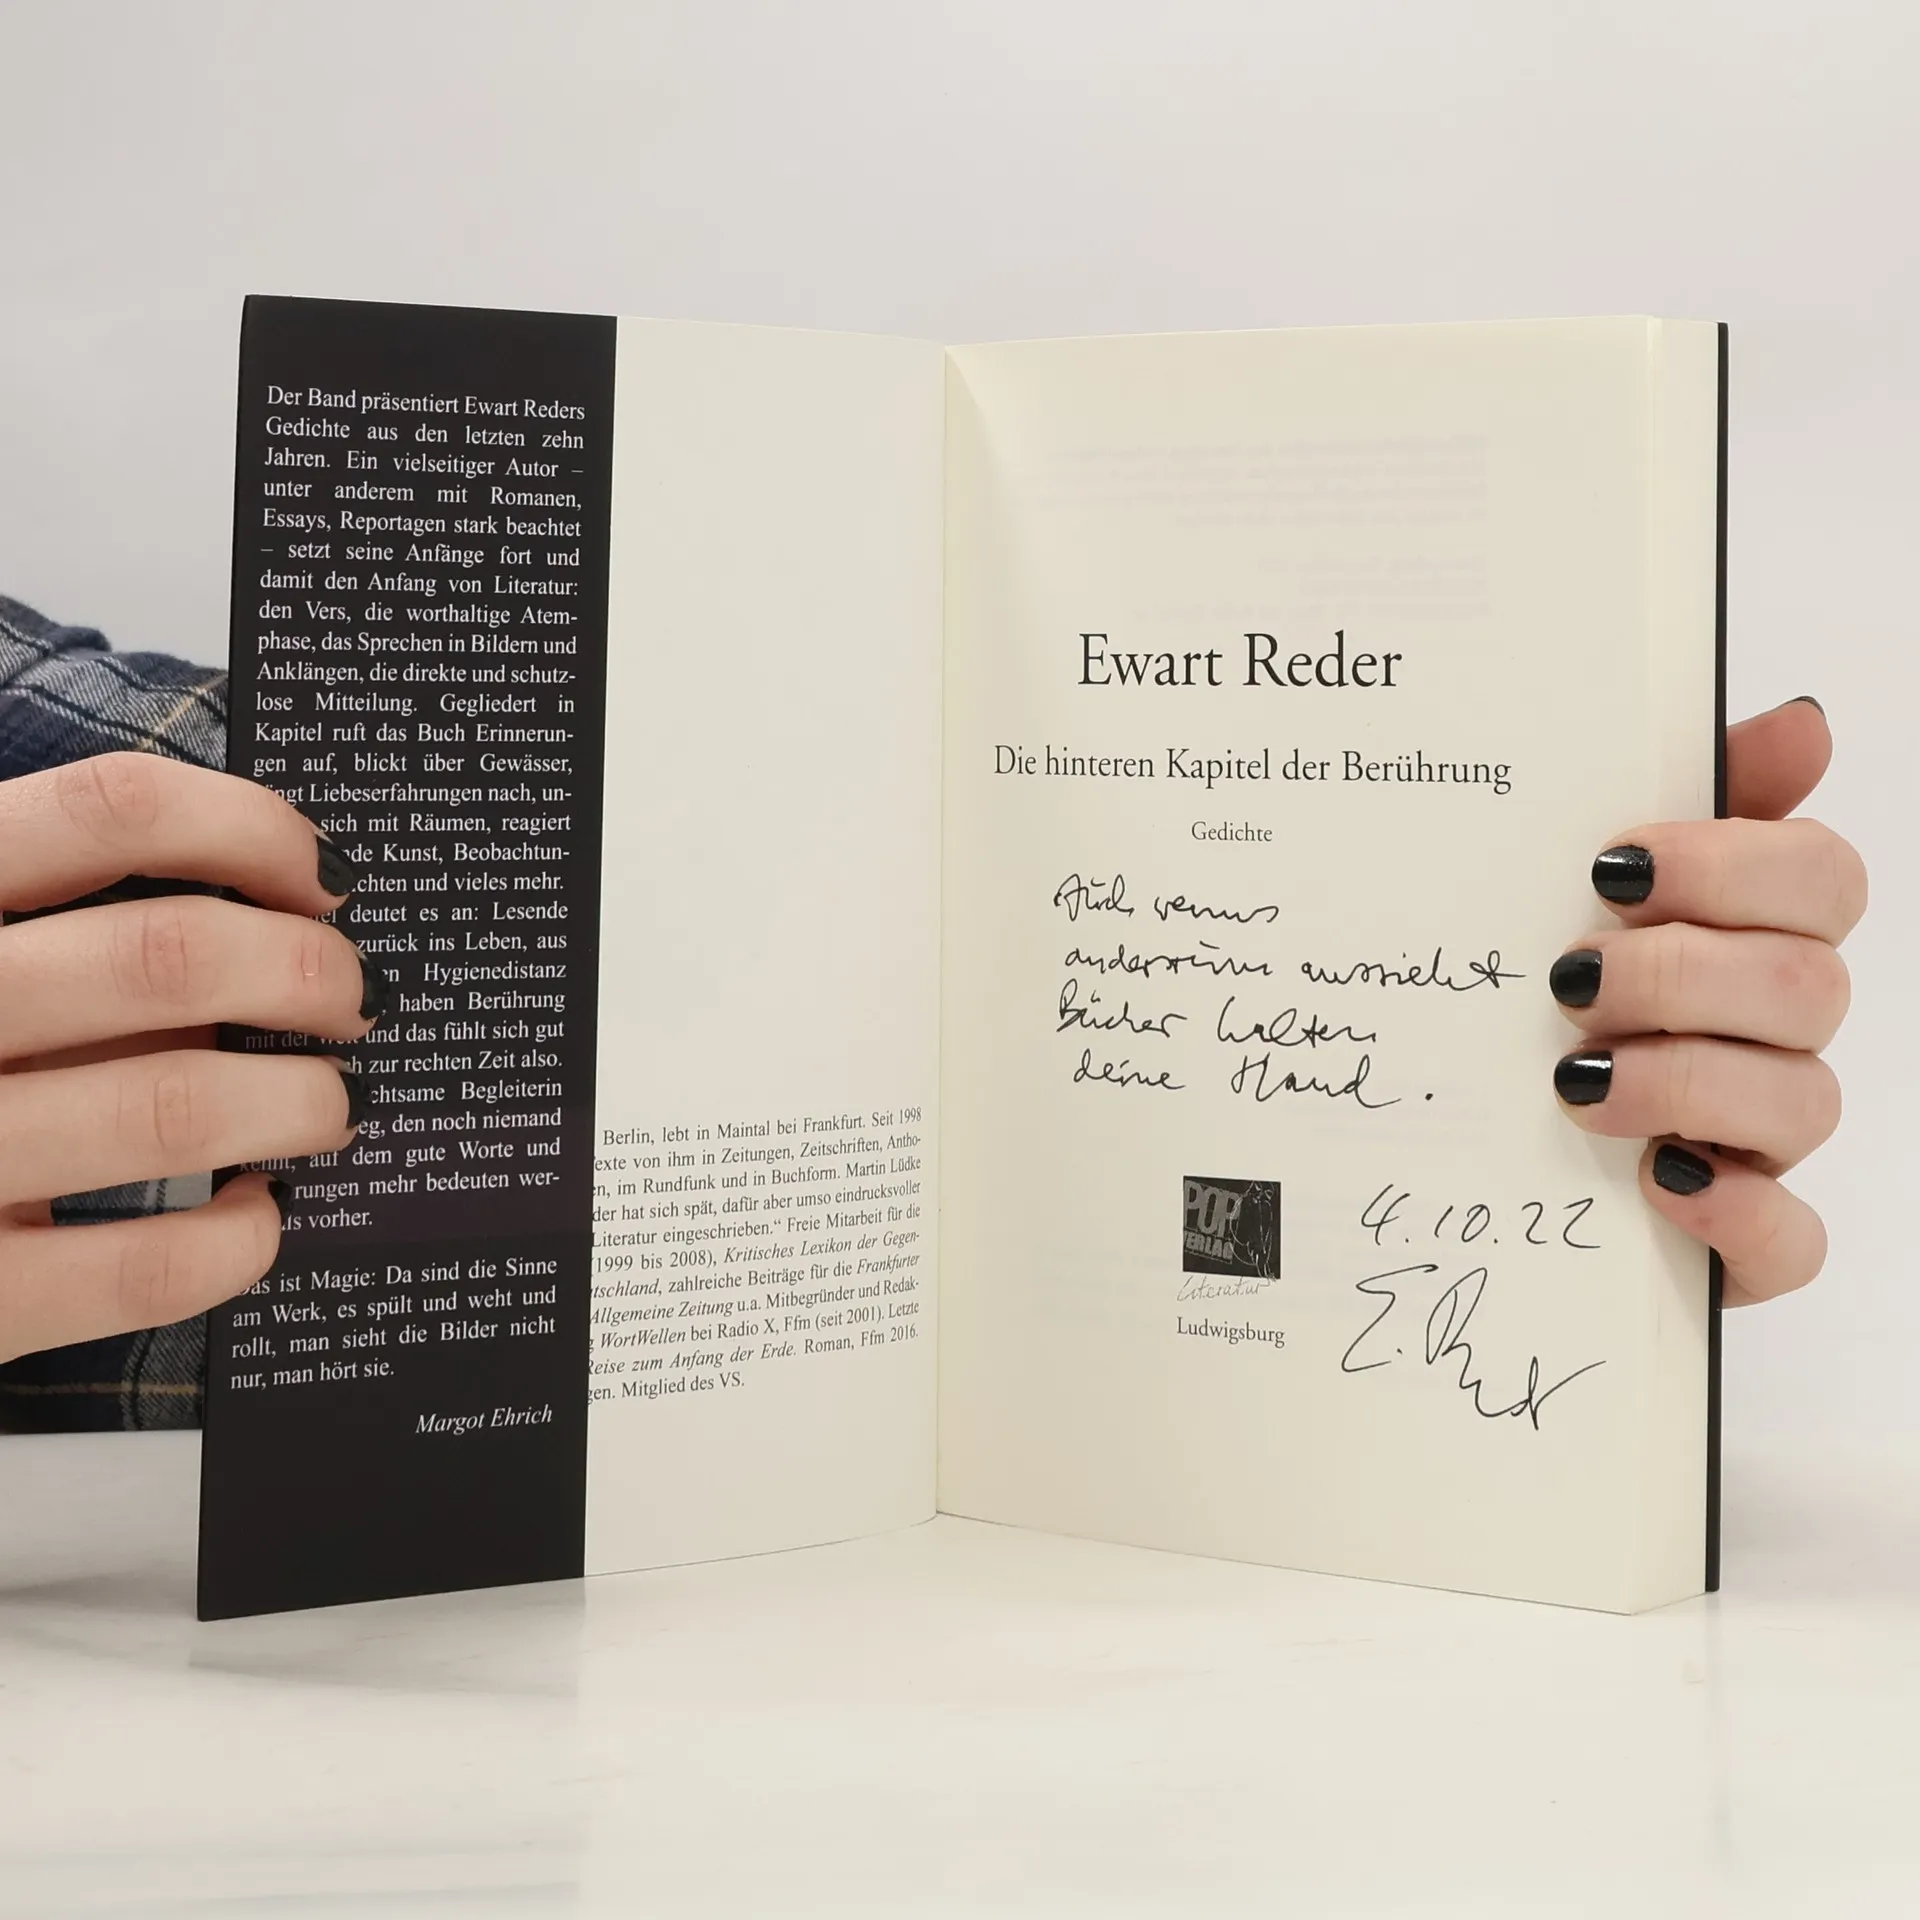 Der Band präsentiert Ewart Reders
Gedichte aus den letzten zehn
Jahren. Ein vielseitiger Autor –
unter anderem mit Romanen,
Essays, Reportagen stark beachtet
– setzt seine Anfänge fort und
damit den Anfang von Literatur:
den Vers, die worthaltige Atem-
phase, das Sprechen in Bildern und
Anklängen, die direkte und schutz-
lose Mitteilung. Gegliedert in
Kapitel ruft das Buch Erinnerun-
gen auf, blickt über Gewässer,
Liebeserfahrungen nach, un-
sich mit Räumen, reagiert
Kunst, Beobachtun-
und vieles mehr.
deutet es an: Lesende
zurück ins Leben, aus
Hygienedistanz
haben Berührung
mit der und das fühlt sich gut
zur rechten Zeit also.
Begleiterin
den noch niemand
kennt, auf dem gute Worte und
mehr bedeuten wer-
vorher.
Das ist Magie: Da sind die Sinne
am Werk, es spült und weht und
rollt, man sieht die Bilder nicht
nur, man hört sie.
Margot Ehrich
Berlin, lebt in Maintal bei Frankfurt. Seit 1998
von ihm in Zeitungen, Zeitschriften, Antho-
im Rundfunk und in Buchform. Martin Lüdke
hat sich spät, dafür aber umso eindrucksvoller
Literatur eingeschrieben.“ Freie Mitarbeit für die
1999 bis 2008), Kritisches Lexikon der Gegen-
zahlreiche Beiträge für die Frankfurter
Allgemeine Zeitung u.a. Mitbegründer und Redak-
WortWellen bei Radio X, Ffm (seit 2001). Letzte
Reise zum Anfang der Erde. Roman, Ffm 2016.
Mitglied des VS.
Ewart Reder
Die hinteren Kapitel der Berührung
Gedichte
Auch wenns
andersrum aussieht
Bücher halten
deine Hand.
POP
VERLAG
Literatur
Ludwigsburg
4.10.22